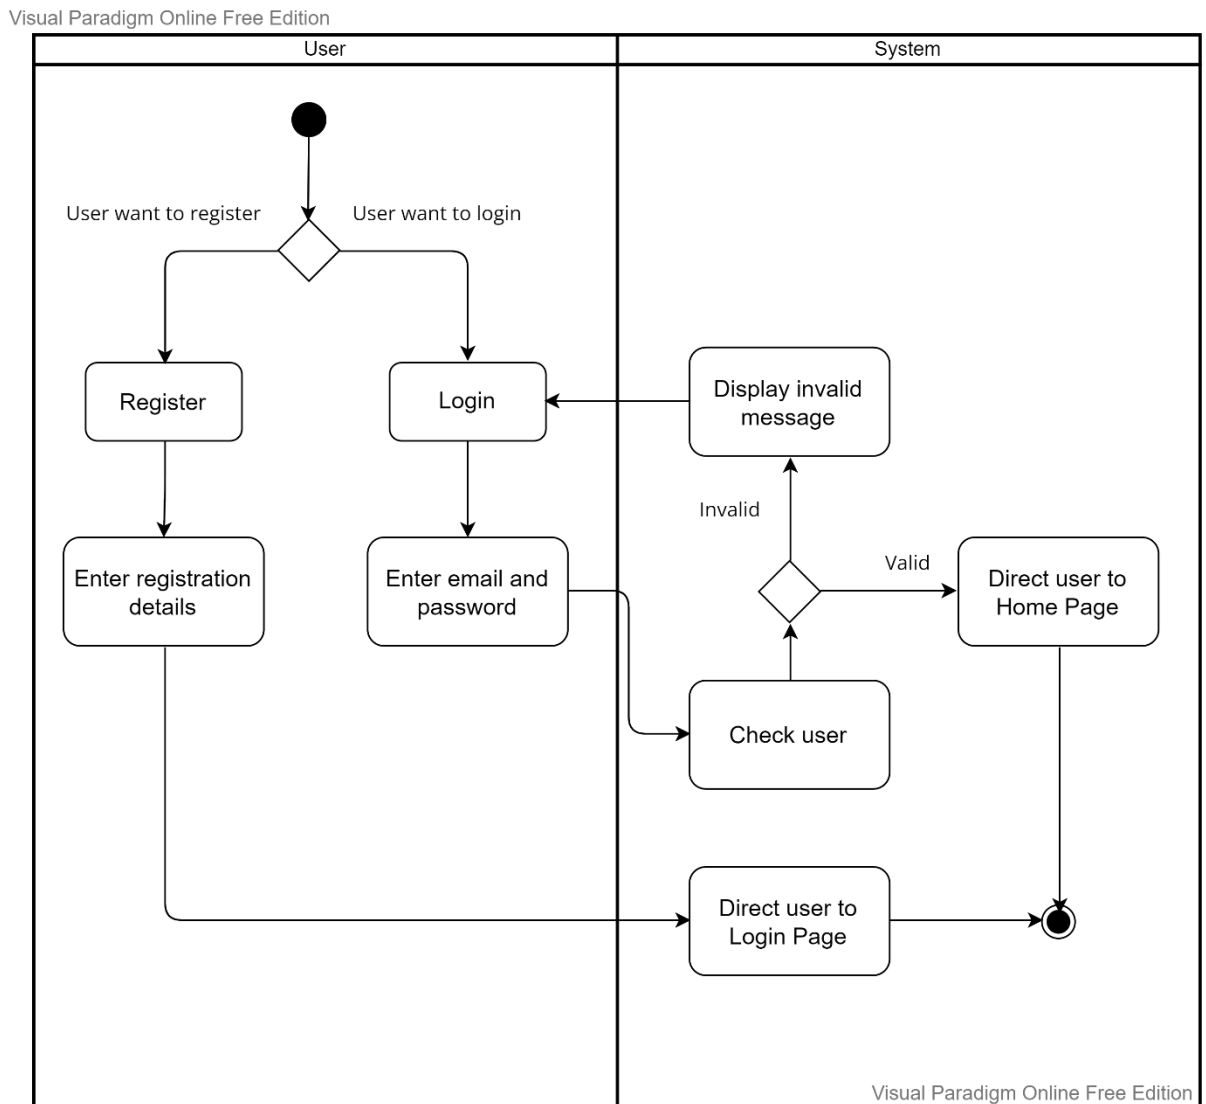 Visual Paradigm Online Free Edition
User
System
User want to register
User want to login
Register
Login
Display invalid
message
Invalid
Valid
Enter registration
details
Enter email and
password
Direct user to
Home Page
Check user
Direct user to
Login Page
Visual Paradigm Online Free Edition